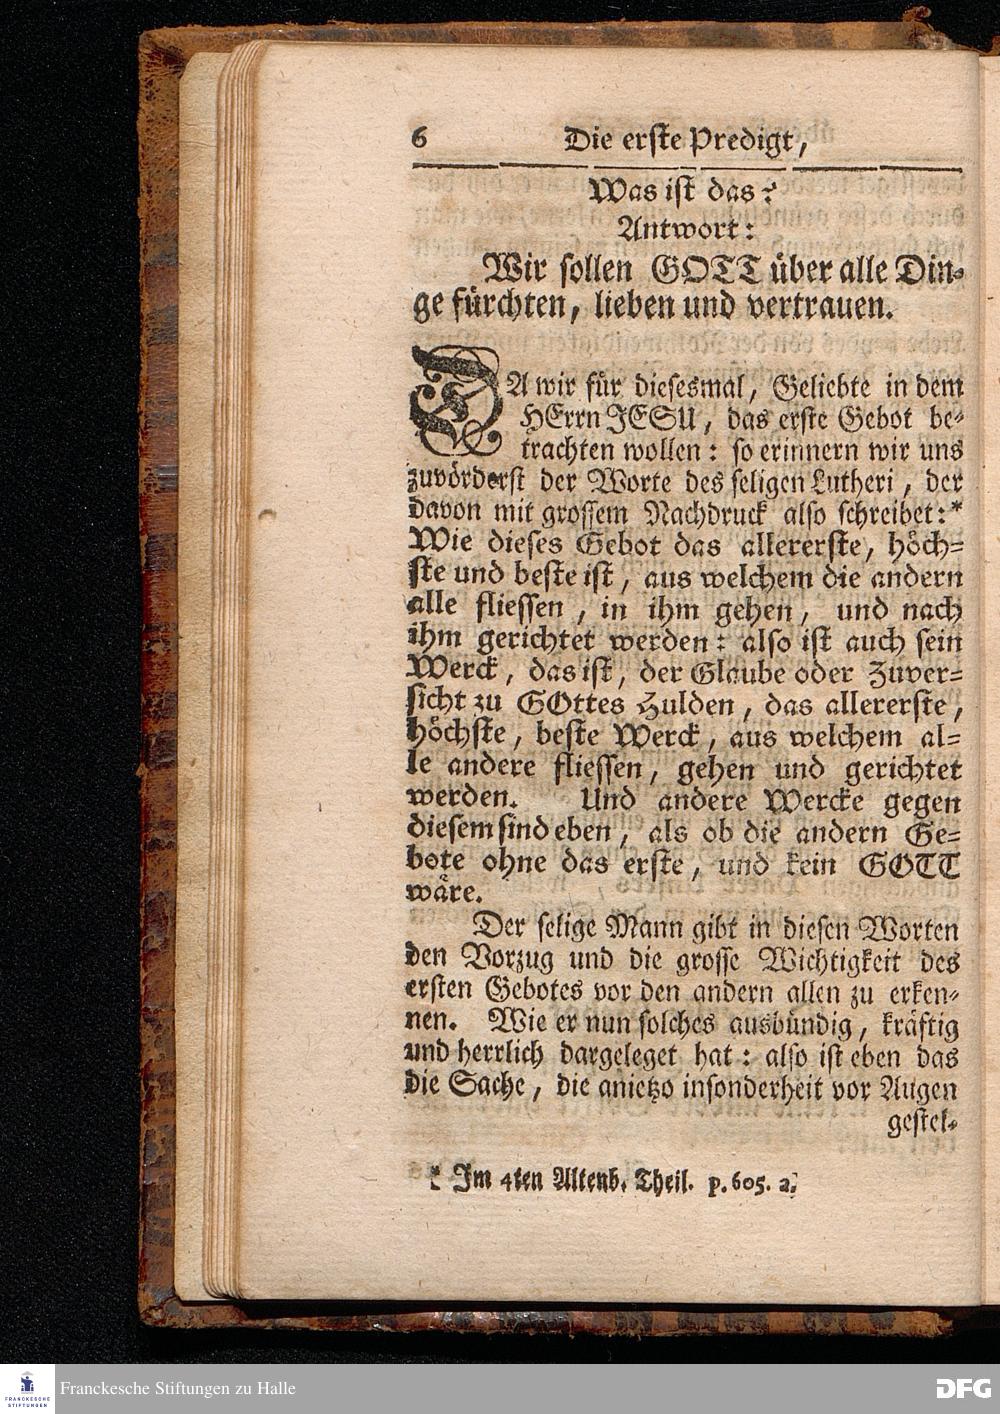 6 Die erste Predigt,
Was ist das?
Antwort:
Wir sollen GOTT über alle Din-
ge fürchten, lieben und vertrauen.
DA wir für diesesmal, Geliebte in dem
HErrn JESU, das erste Gebot be-
trachten wollen: so erinnern wir uns
zuvörderst der Worte des seligen Lutheri, der
davon mit grossem Nachdruck also schreibet:*
Wie dieses Gebot das allererste, höch-
ste und beste ist, aus welchem die andern
alle fliessen, in ihm gehen, und nach
ihm gerichtet werden: also ist auch sein
Werck, das ist, der Glaube oder Zuver-
sicht zu GOttes Hulden, das allererste,
höchste, beste Werck, aus welchem al-
le andere fliessen, gehen und gerichtet
werden. Und andere Wercke gegen
diesem sind eben, als ob die andern Ge-
bote ohne das erste, und kein GOTT
wäre.
Der selige Mann gibt in diesen Worten
den Vorzug und die grosse Wichtigkeit des
ersten Gebotes vor den andern allen zu erken-
nen. Wie er nun solches ausbündig, kräftig
und herrlich dargeleget hat: also ist eben das
die Sache, die anietzo insonderheit vor Augen
gestel-
* Im 4ten Altenb. Theil. p. 605. a.
FRANCKESCHE
STIFTUNGEN
Franckesche Stiftungen zu Halle
DFG